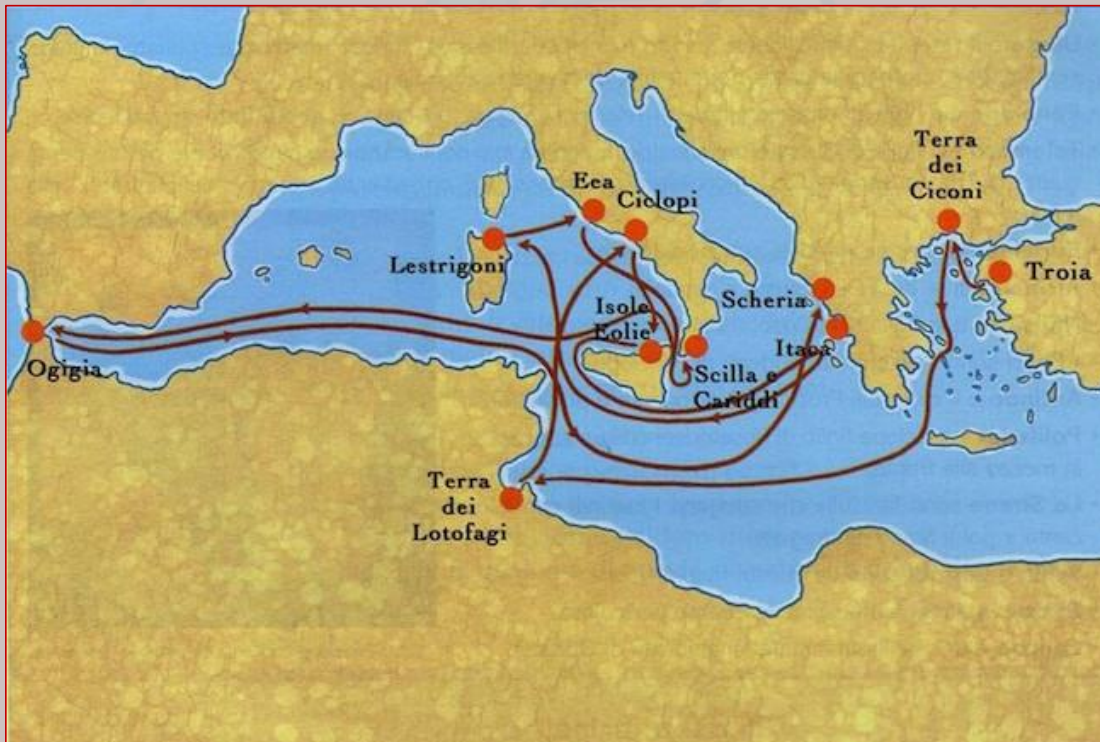 Terra
dei
Ciconi
Eea
Ciclopi
Lestrigoni
Troia
Isole
Eolie
Scheria
Itaca
Ogigia
Scilla e
Cariddi
Terra
dei
Lotofagi